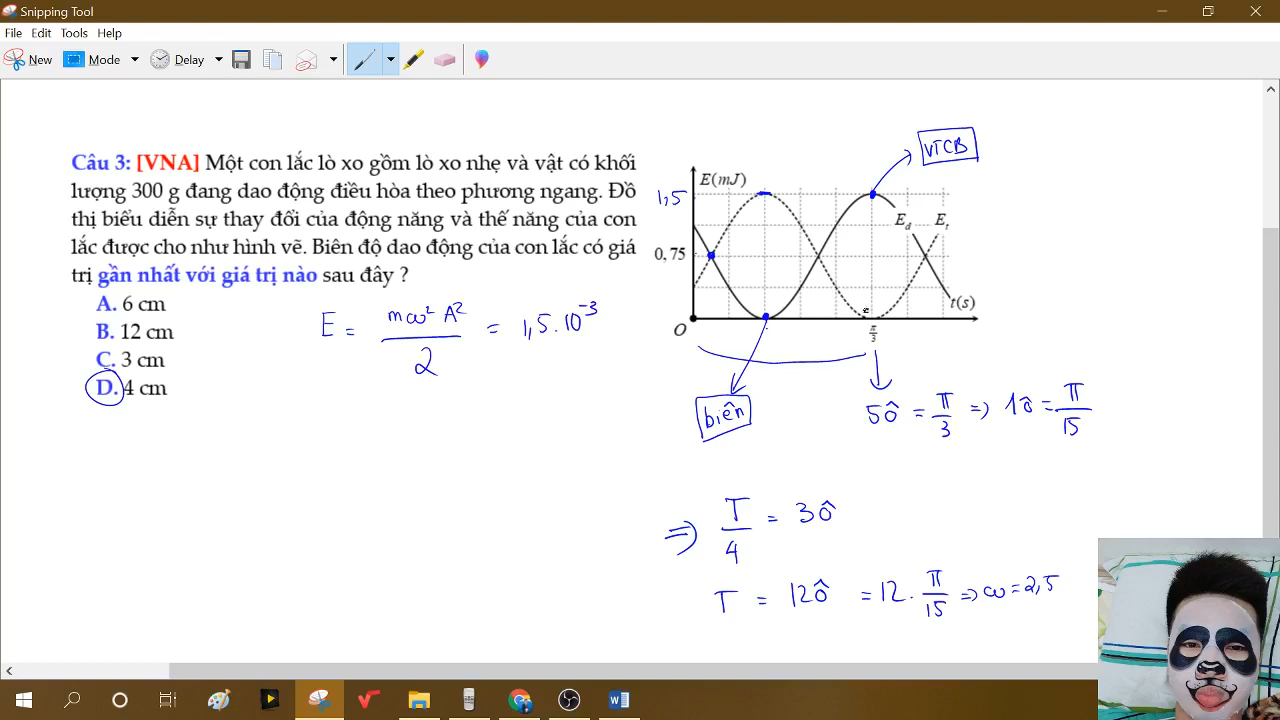 Snipping Tool
File Edit Tools Help
New Mode Delay
Câu 3: [VNA] Một con lắc lò xo gồm lò xo nhẹ và vật có khối
lượng 300 g đang dao động điều hòa theo phương ngang. Đồ
thị biểu diễn sự thay đổi của động năng và thế năng của con
lắc được cho như hình vẽ. Biên độ dao động của con lắc có giá
trị gần nhất với giá trị nào sau đây ?
A. 6 cm
B. 12 cm
C. 3 cm
D. 4 cm
E = mω²A²/2 = 1,5.10⁻³
VTCB
E(mJ)
1,5
E_d E_t
0,75
t(s)
O π/3
biên
5ô = π/3 => 1ô = π/15
=> T/4 = 3ô
T = 12ô = 12. π/15 => ω = 2,5